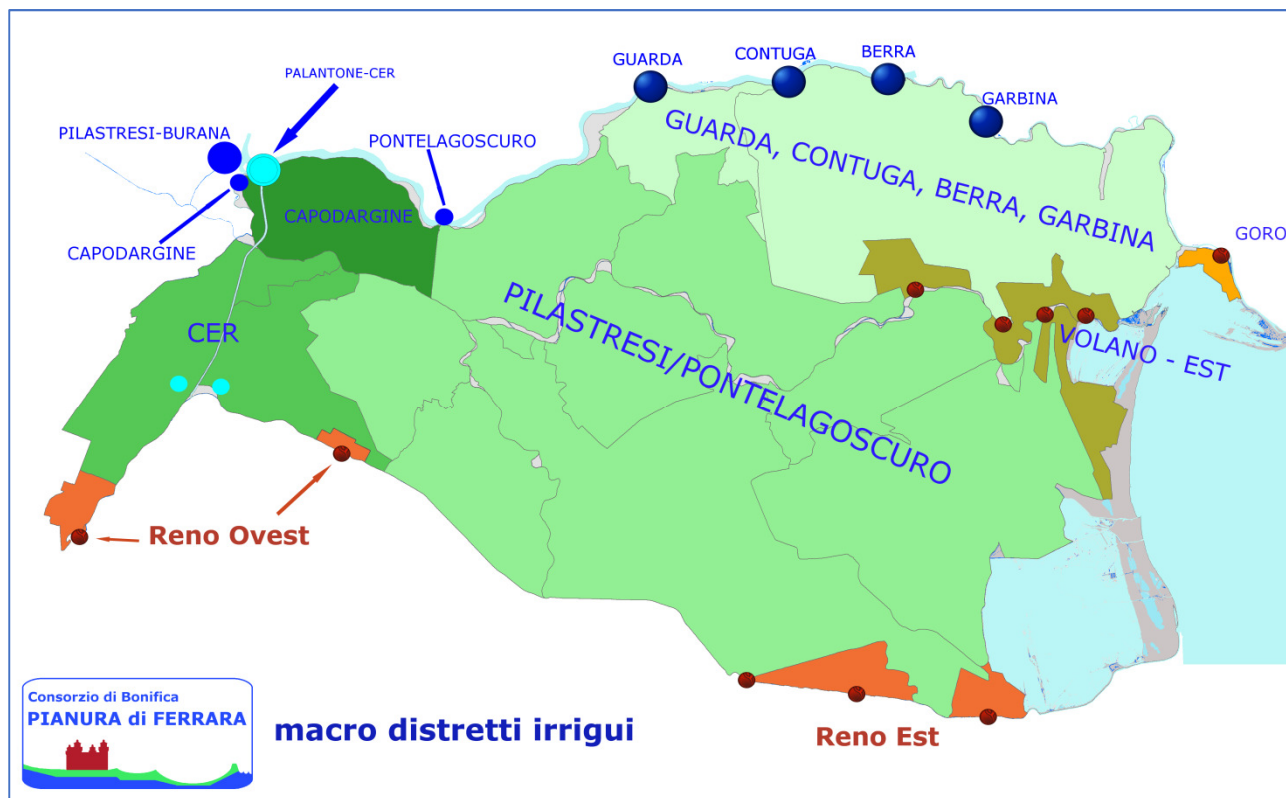 GUARDA
CONTUGA
BERRA
PALANTONE-CER
GARBINA
PILASTRESI-BURANA
PONTELAGOSCURO
GUARDA, CONTUGA, BERRA, GARBINA
CAPODARGINE
CAPODARGINE
GORO
CER
PILASTRESI/PONTELAGOSCURO
VOLANO - EST
Reno Ovest
Reno Est
Consorzio di Bonifica
PIANURA di FERRARA
macro distretti irrigui